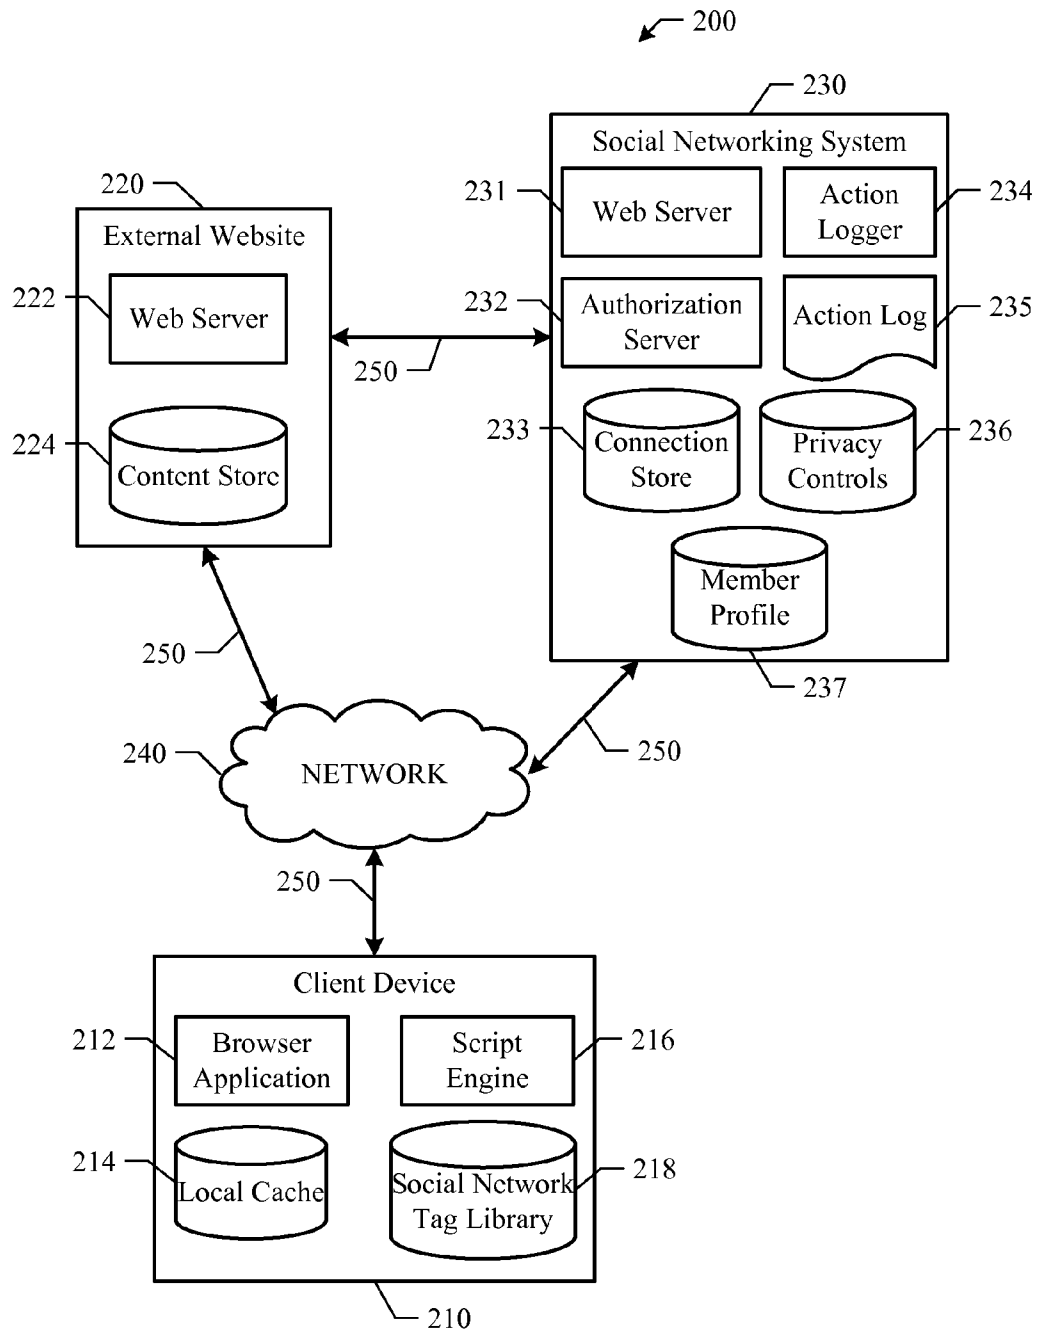 200
230
Social Networking System
231
Web Server
Action
Logger
234
220
External Website
222
Web Server
232
Authorization
Server
Action Log
235
250
224
Content Store
233
Connection
Store
Privacy
Controls
236
Member
Profile
237
250
250
240
NETWORK
250
Client Device
212
Browser
Application
Script
Engine
216
214
Local Cache
Social Network
Tag Library
218
210